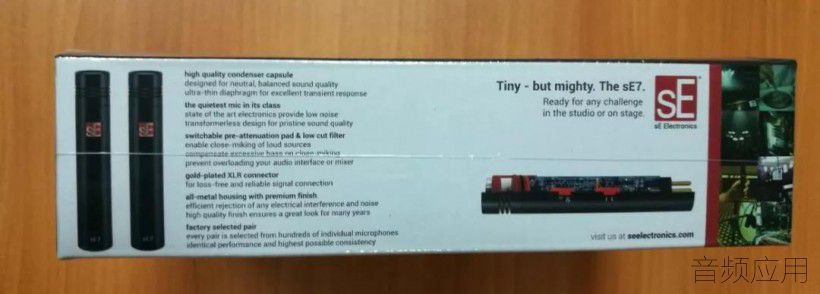 sE
sE
sE7
sE7
high quality condenser capsule
designed for neutral, balanced sound quality
ultra-thin diaphragm for excellent transient response
the quietest mic in its class
state of the art electronics provide low noise
transformerless design for pristine sound quality
switchable pre-attenuation pad & low cut filter
enable close-miking of loud sources
compensate excessive bass on close-miking
prevent overloading your audio interface or mixer
gold-plated XLR connector
for loss-free and reliable signal connection
all-metal housing with premium finish
efficient rejection of any electrical interference and noise
high quality finish ensures a great look for many years
factory selected pair
every pair is selected from hundreds of individual microphones
identical performance and highest possible consistency
Tiny - but mighty. The sE7.
Ready for any challenge
in the studio or on stage.
sE
®
sE Electronics
visit us at seelectronics.com
音频应用